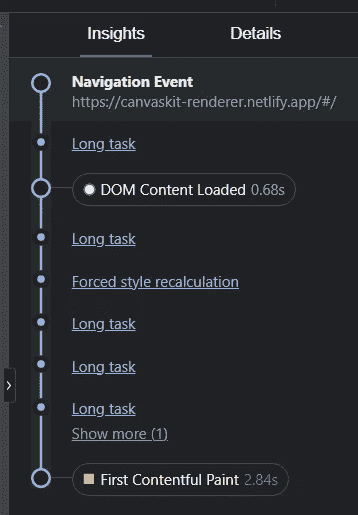 Insights Details
Navigation Event
https://canvaskit-renderer.netlify.app/#/
Long task
DOM Content Loaded 0.68s
Long task
Forced style recalculation
Long task
Long task
Long task
Show more (1)
First Contentful Paint 2.84s